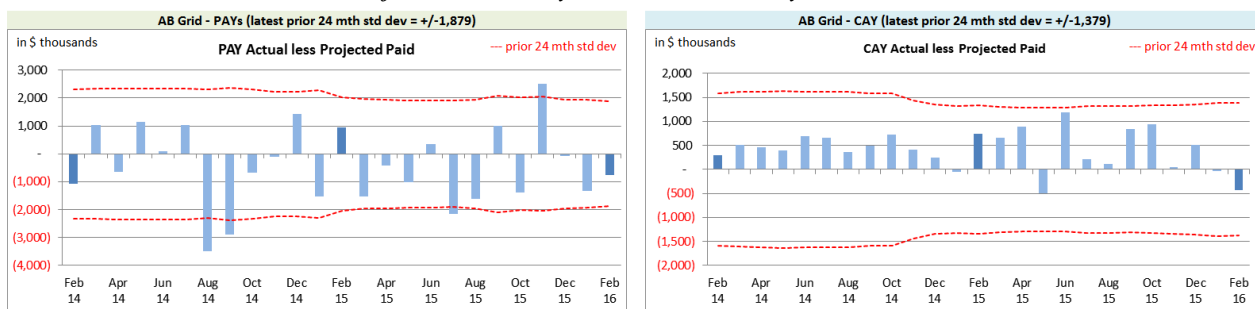 AB Grid - PAYs (latest prior 24 mth std dev = +/-1,879)
in $ thousands
PAY Actual less Projected Paid
--- prior 24 mth std dev
3,000
2,000
1,000
-
(1,000)
(2,000)
(3,000)
(4,000)
Feb Apr Jun Aug Oct Dec Feb Apr Jun Aug Oct Dec Feb
14 14 14 14 14 14 15 15 15 15 15 15 16
AB Grid - CAY (latest prior 24 mth std dev = +/-1,379)
in $ thousands
CAY Actual less Projected Paid
--- prior 24 mth std dev
2,000
1,500
1,000
500
-
(500)
(1,000)
(1,500)
(2,000)
Feb Apr Jun Aug Oct Dec Feb Apr Jun Aug Oct Dec Feb
14 14 14 14 14 14 15 15 15 15 15 15 16